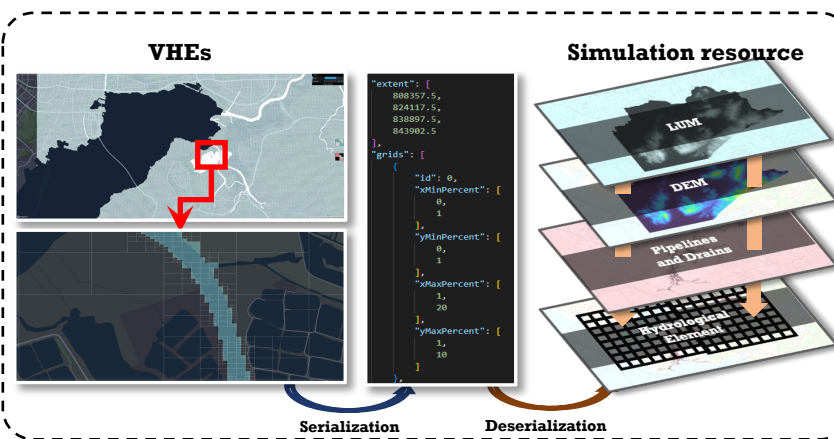 VHEs
Simulation resource
"extent": [
808357.5,
824117.5,
838897.5,
843902.5
],
"grids": [
{
"id": 0,
"xMinPercent": [
0,
1
],
"yMinPercent": [
0,
1
],
"xMaxPercent": [
1,
20
],
"yMaxPercent": [
1,
10
]
},
LUM
DEM
Pipelines
and Drains
Hydrological
Element
Serialization
Deserialization